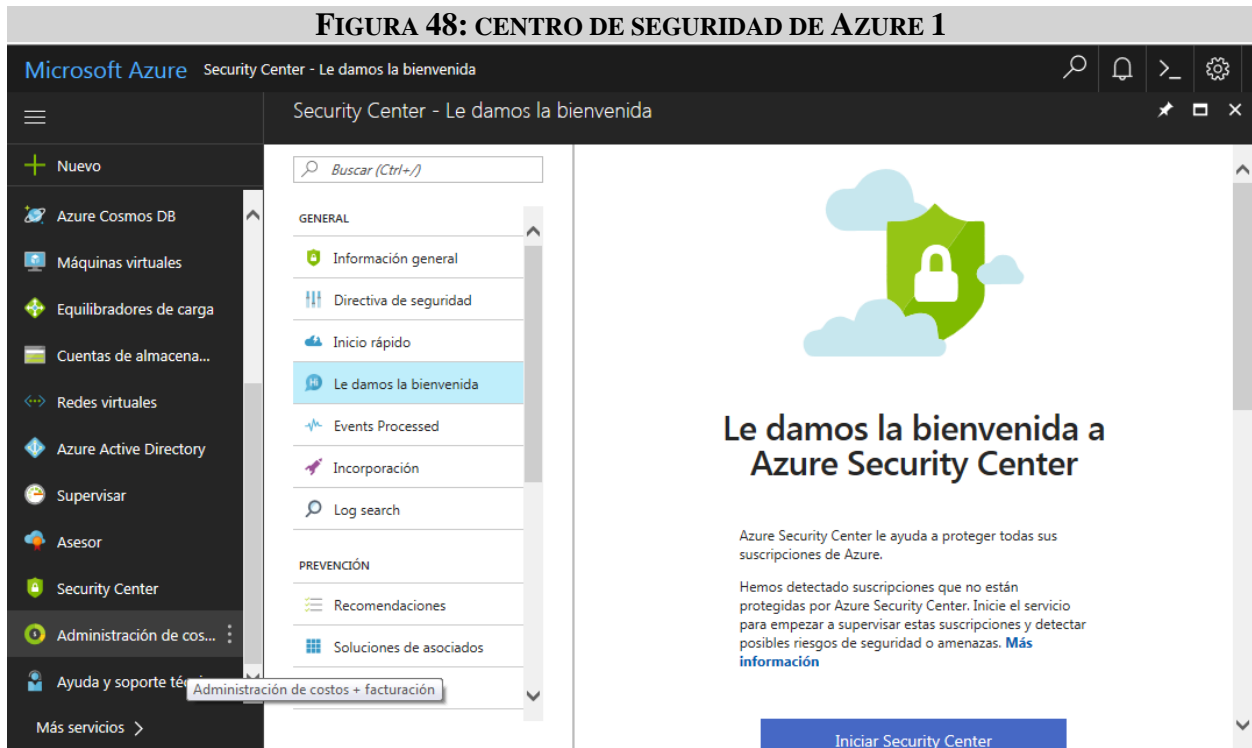 FIGURA 48: CENTRO DE SEGURIDAD DE AZURE 1
Microsoft Azure Security Center - Le damos la bienvenida
Security Center - Le damos la bienvenida
Nuevo
Azure Cosmos DB
Máquinas virtuales
Equilibradores de carga
Cuentas de almacena...
Redes virtuales
Azure Active Directory
Supervisar
Asesor
Security Center
Administración de cos...
Ayuda y soporte
Administración de costos + facturación
Más servicios
Buscar (Ctrl+/)
GENERAL
Información general
Directiva de seguridad
Inicio rápido
Le damos la bienvenida
Events Processed
Incorporación
Log search
PREVENCIÓN
Recomendaciones
Soluciones de asociados
Le damos la bienvenida a
Azure Security Center
Azure Security Center le ayuda a proteger todas sus
suscripciones de Azure.
Hemos detectado suscripciones que no están
protegidas por Azure Security Center. Inicie el servicio
para empezar a supervisar estas suscripciones y detectar
posibles riesgos de seguridad o amenazas. Más
información
Iniciar Security Center